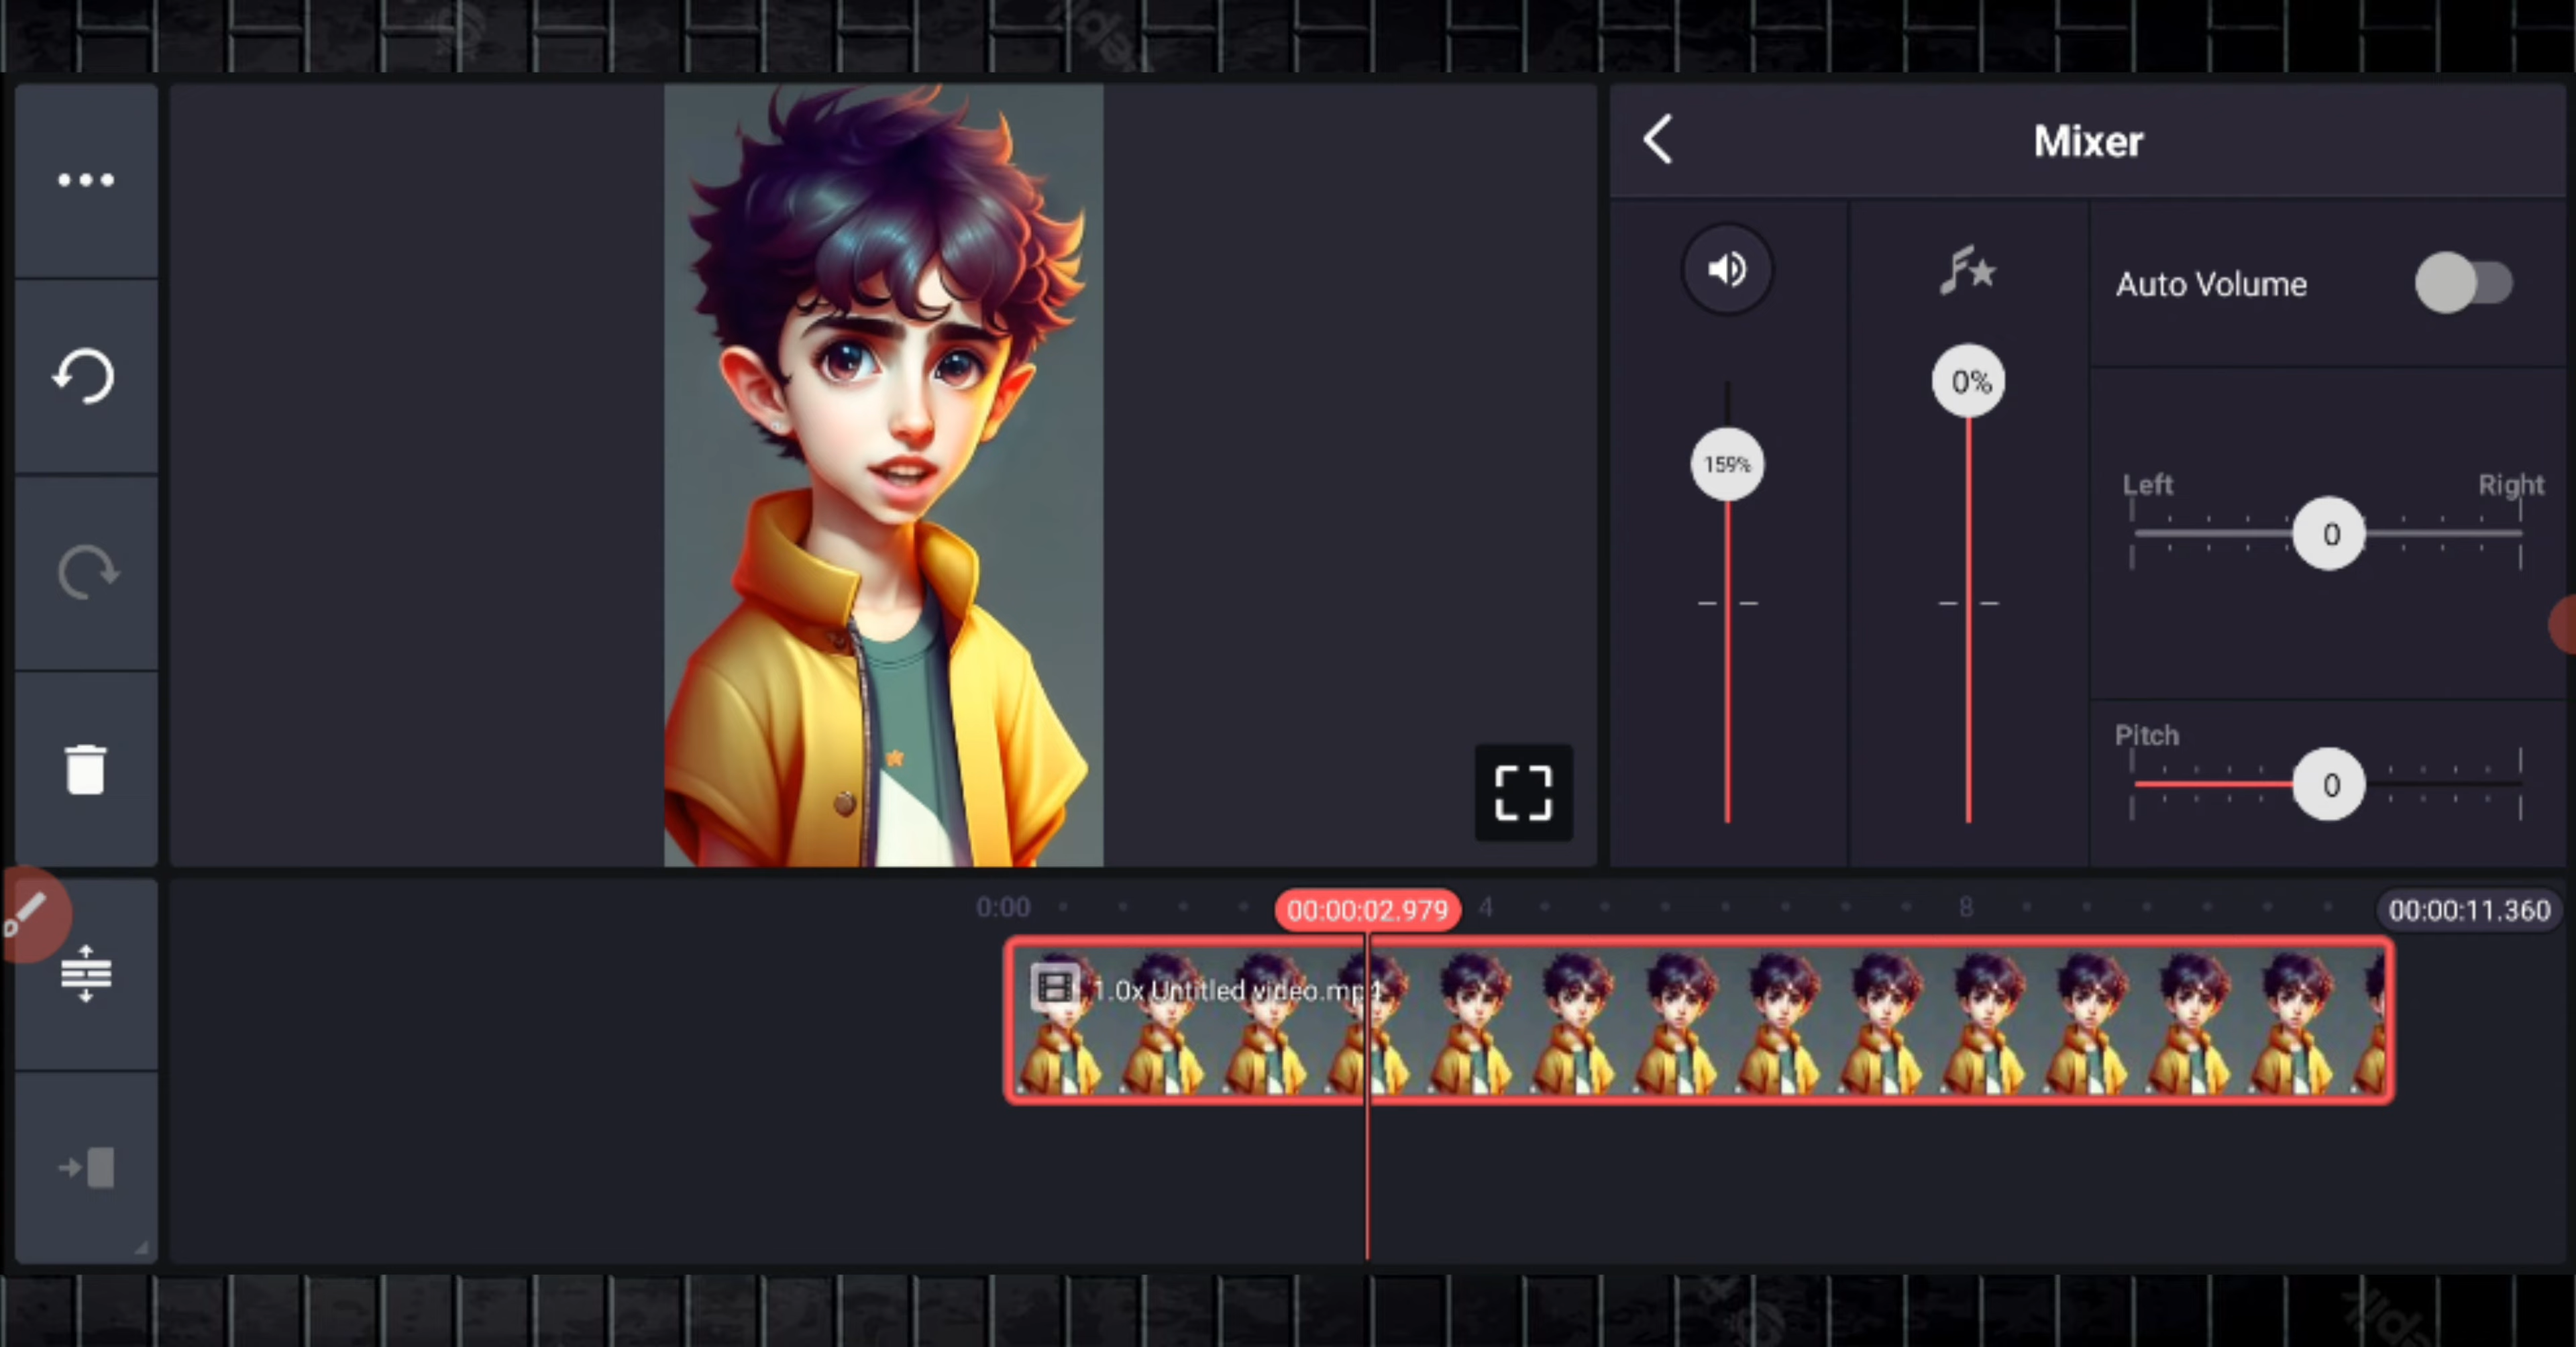 Mixer
Auto Volume
0%
159%
Left
Right
0
Pitch
0
0:00
00:00:02.979
4
8
00:00:11.360
1.0x Untitled video.mp4